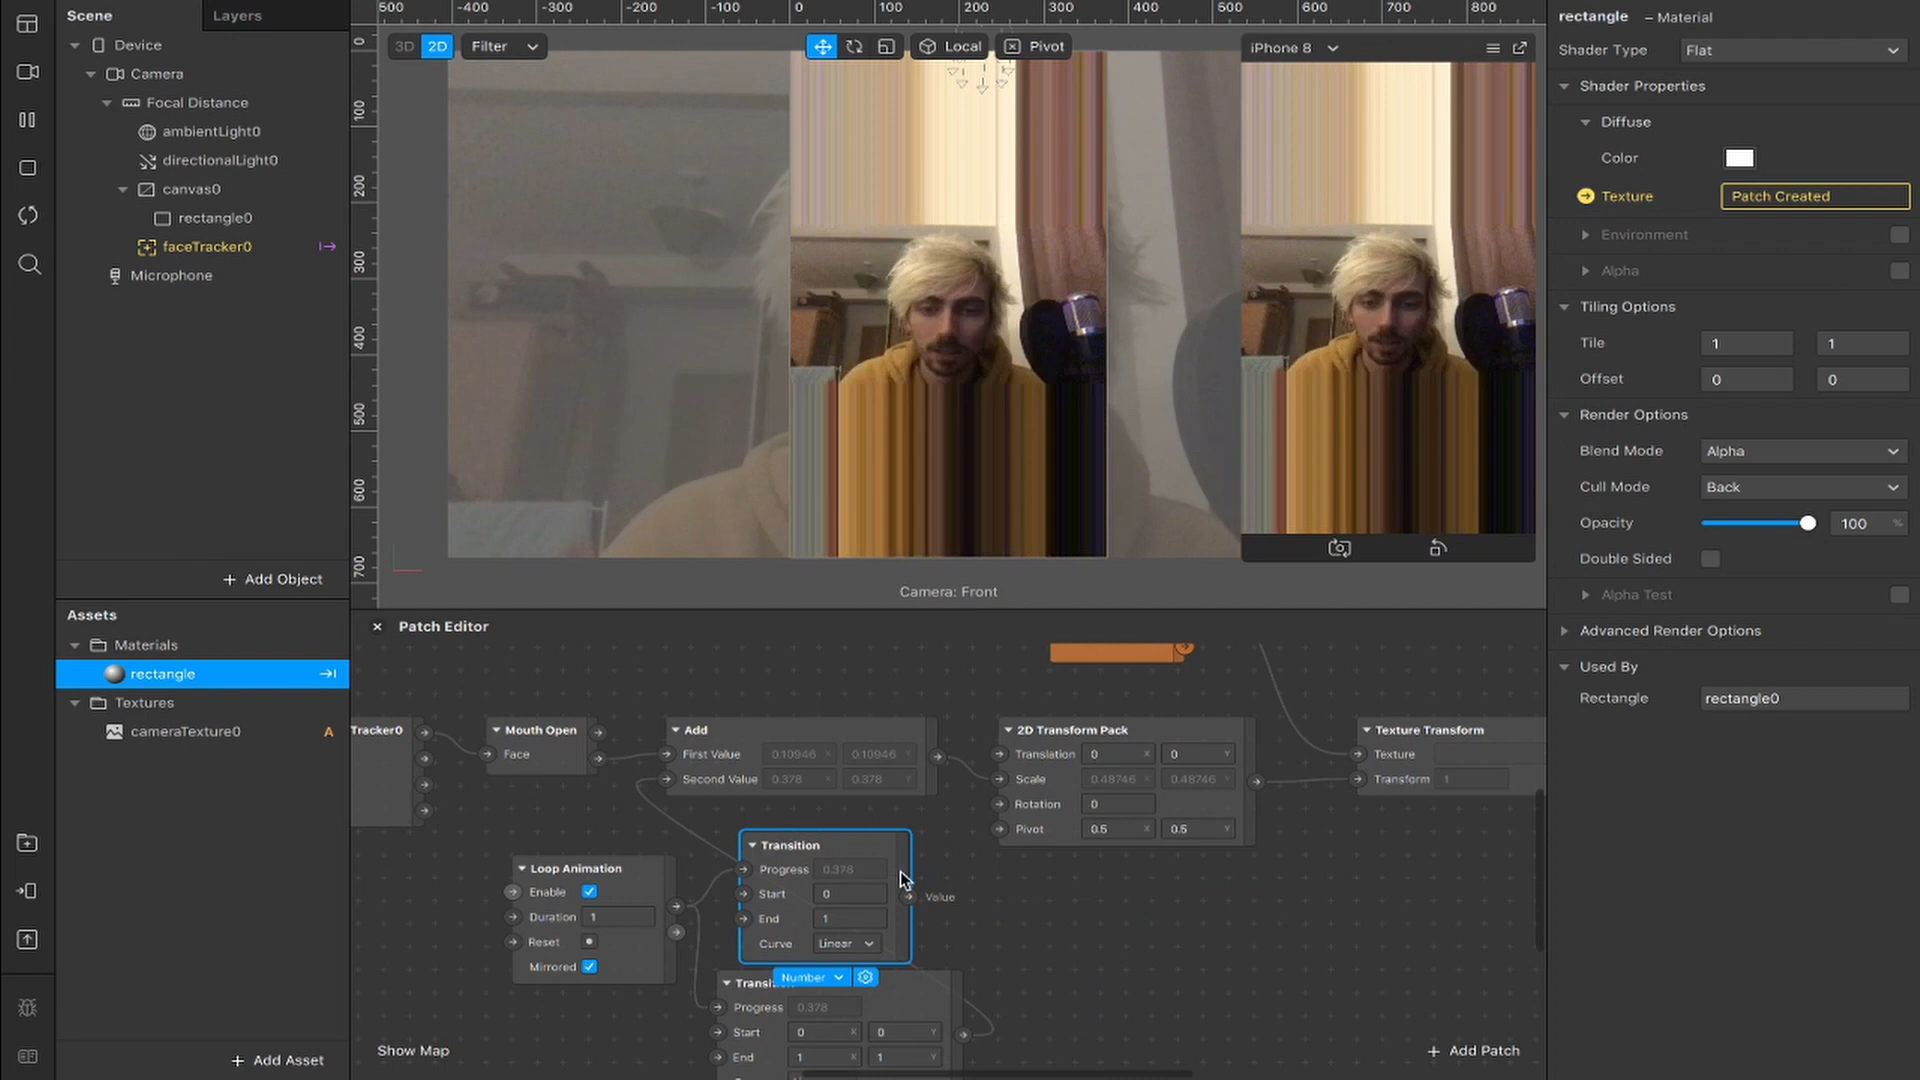 Scene
Layers
Device
Camera
Focal Distance
ambientLight0
directionalLight0
canvas0
rectangle0
faceTracker0
Microphone
+ Add Object
Assets
Materials
rectangle
Textures
cameraTexture0 A
+ Add Asset
500 -400 -300 -200 -100 0 100 200 300 400 500 600 700 800
0
100
200
300
400
500
600
700
3D 2D Filter
Local
Pivot
iPhone 8
Camera: Front
Patch Editor
Tracker0
Mouth Open
Face
Add
First Value 0.10946 X 0.10946 Y
Second Value 0.378 X 0.378 Y
2D Transform Pack
Translation 0 X 0 Y
Scale 0.48746 X 0.48746 Y
Rotation 0
Pivot 0.5 X 0.5 Y
Texture Transform
Texture
Transform 1
Loop Animation
Enable
Duration 1
Reset
Mirrored
Transition
Progress 0.378
Start 0
End 1
Curve Linear
Value
Number
Progress 0.378
Start 0 X 0 Y
End 1 X 1 Y
Show Map
+ Add Patch
rectangle – Material
Shader Type Flat
Shader Properties
Diffuse
Color
Texture Patch Created
Environment
Alpha
Tiling Options
Tile 1 1
Offset 0 0
Render Options
Blend Mode Alpha
Cull Mode Back
Opacity 100 %
Double Sided
Alpha Test
Advanced Render Options
Used By
Rectangle rectangle0